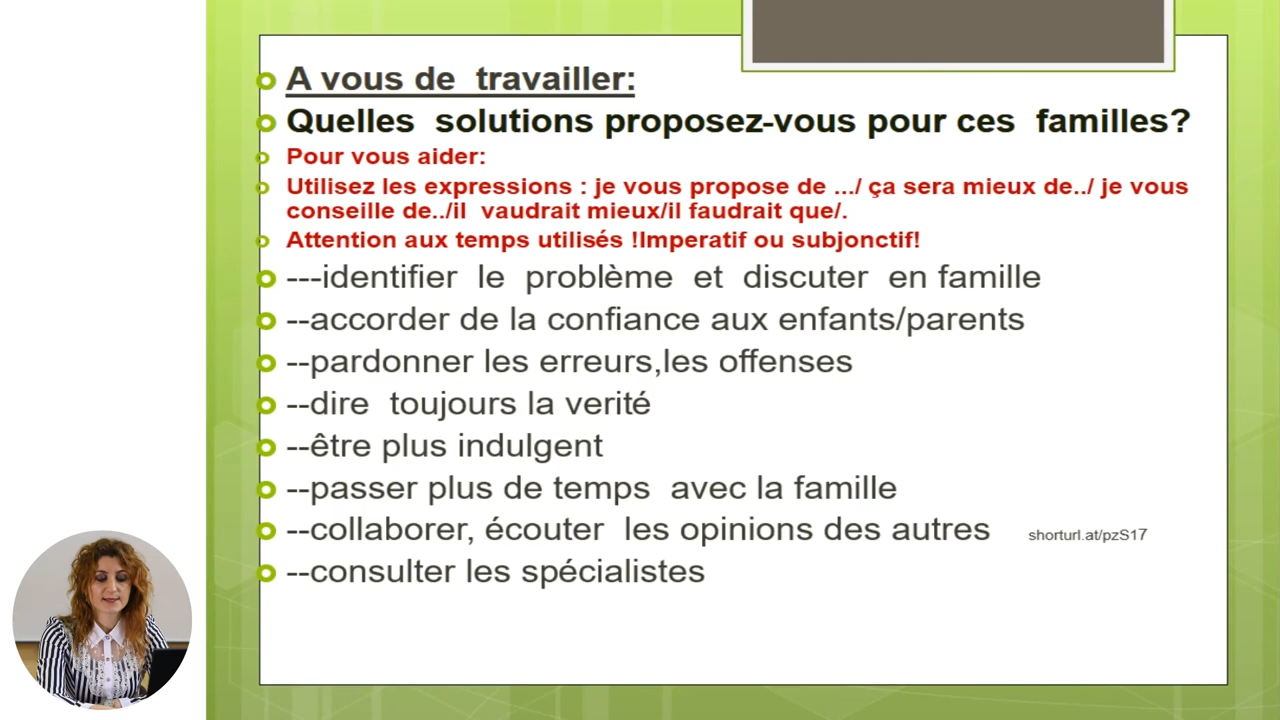 A vous de travailler:
Quelles solutions proposez-vous pour ces familles?
Pour vous aider:
Utilisez les expressions : je vous propose de .../ ça sera mieux de../ je vous
conseille de../il vaudrait mieux/il faudrait que/.
Attention aux temps utilisés !Imperatif ou subjonctif!
---identifier le problème et discuter en famille
--accorder de la confiance aux enfants/parents
--pardonner les erreurs,les offenses
--dire toujours la verité
--être plus indulgent
--passer plus de temps avec la famille
--collaborer, écouter les opinions des autres
shorturl.at/pzS17
--consulter les spécialistes